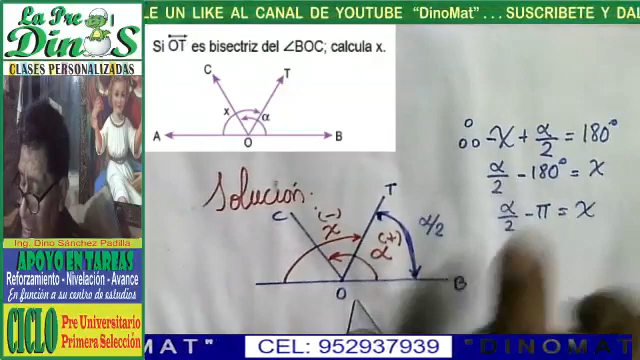 La Pre
DinoS
CLASES PERSONALIZADAS
LE UN LIKE AL CANAL DE YOUTUBE "DinoMat" ... SUSCRIBETE Y DA
Si OT es bisectriz del ∠BOC; calcula x.
C
T
x
α
A
B
O
Solución:
C
T
(-)
x
(+)
α
α/2
O
B
∴ -x + α/2 = 180°
α/2 - 180° = x
α/2 - π = x
Ing. Dino Sánchez Padilla
APOYO EN TAREAS
Reforzamiento - Nivelación - Avance
En función a su centro de estudios
CICLO
Pre Universitario
Primera Selección
MAT"
CEL: 952937939
"DINOMAT